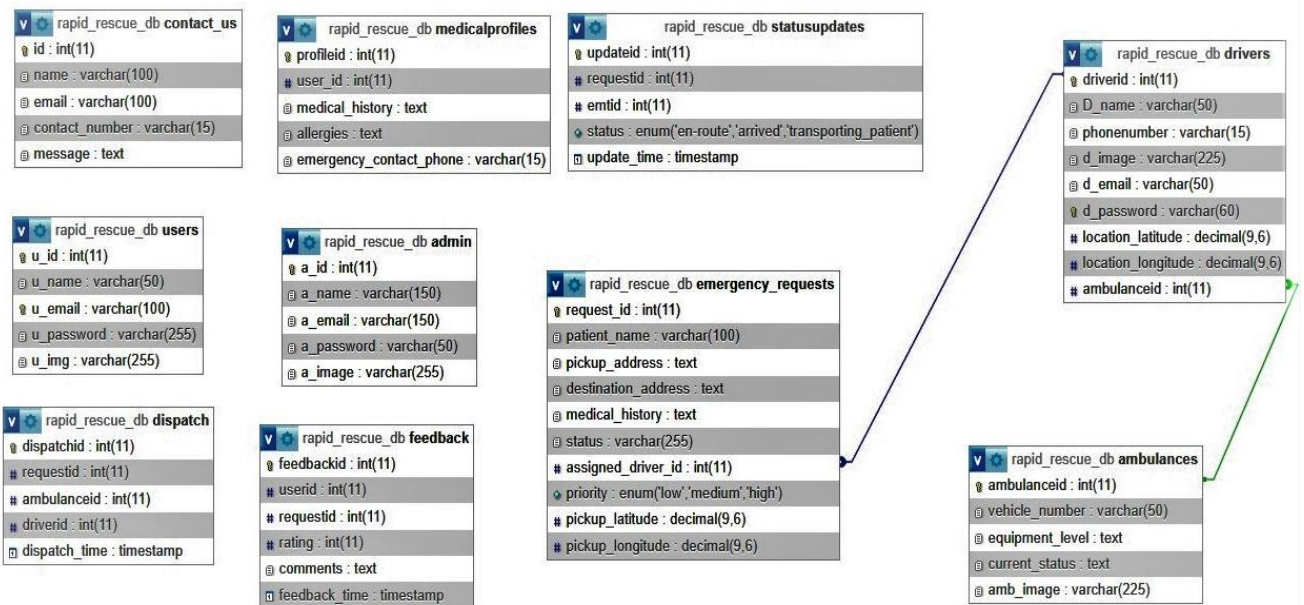 rapid_rescue_db contact_us
id : int(11)
name : varchar(100)
email : varchar(100)
contact_number : varchar(15)
message : text
rapid_rescue_db medicalprofiles
profileid : int(11)
user_id : int(11)
medical_history : text
allergies : text
emergency_contact_phone : varchar(15)
rapid_rescue_db statusupdates
updateid : int(11)
requestid : int(11)
emtid : int(11)
status : enum('en-route','arrived','transporting_patient')
update_time : timestamp
rapid_rescue_db drivers
driverid : int(11)
D_name : varchar(50)
phonenumber : varchar(15)
d_image : varchar(225)
d_email : varchar(50)
d_password : varchar(60)
location_latitude : decimal(9,6)
location_longitude : decimal(9,6)
ambulanceid : int(11)
rapid_rescue_db users
u_id : int(11)
u_name : varchar(50)
u_email : varchar(100)
u_password : varchar(255)
u_img : varchar(255)
rapid_rescue_db admin
a_id : int(11)
a_name : varchar(150)
a_email : varchar(150)
a_password : varchar(50)
a_image : varchar(255)
rapid_rescue_db emergency_requests
request_id : int(11)
patient_name : varchar(100)
pickup_address : text
destination_address : text
medical_history : text
status : varchar(255)
assigned_driver_id : int(11)
priority : enum('low','medium','high')
pickup_latitude : decimal(9,6)
pickup_longitude : decimal(9,6)
rapid_rescue_db dispatch
dispatchid : int(11)
requestid : int(11)
ambulanceid : int(11)
driverid : int(11)
dispatch_time : timestamp
rapid_rescue_db feedback
feedbackid : int(11)
userid : int(11)
requestid : int(11)
rating : int(11)
comments : text
feedback_time : timestamp
rapid_rescue_db ambulances
ambulanceid : int(11)
vehicle_number : varchar(50)
equipment_level : text
current_status : text
amb_image : varchar(225)